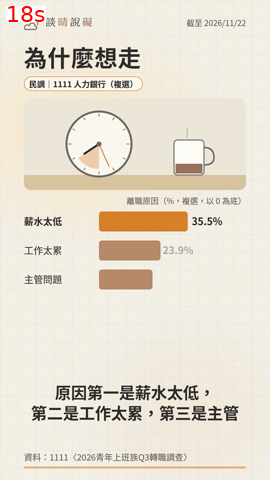 18s
談晴說礙
截至 2026/11/22
為什麼想走
民調｜1111 人力銀行（複選）
離職原因（%，複選，以 0 為底）
薪水太低 35.5%
工作太累 23.9%
主管問題
原因第一是薪水太低，
第二是工作太累，第三是主管
資料：1111〈2026青年上班族Q3轉職調查〉